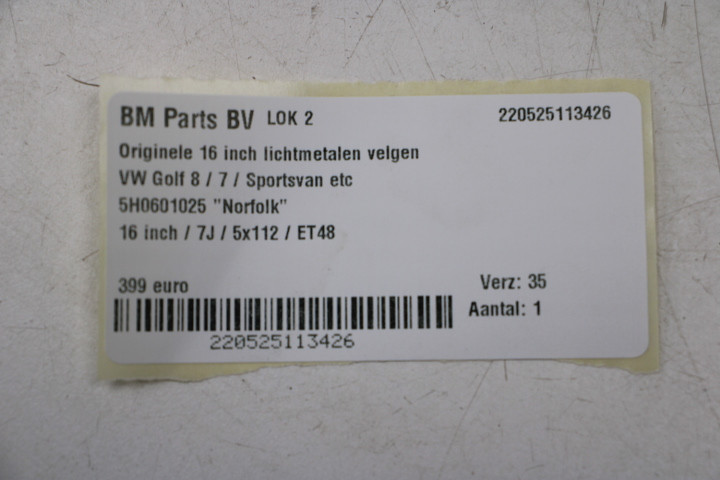 BM Parts BV LOK 2 220525113426
Originele 16 inch lichtmetalen velgen
VW Golf 8 / 7 / Sportsvan etc
5H0601025 "Norfolk"
16 inch / 7J / 5x112 / ET48
399 euro Verz: 35
Aantal: 1
220525113426